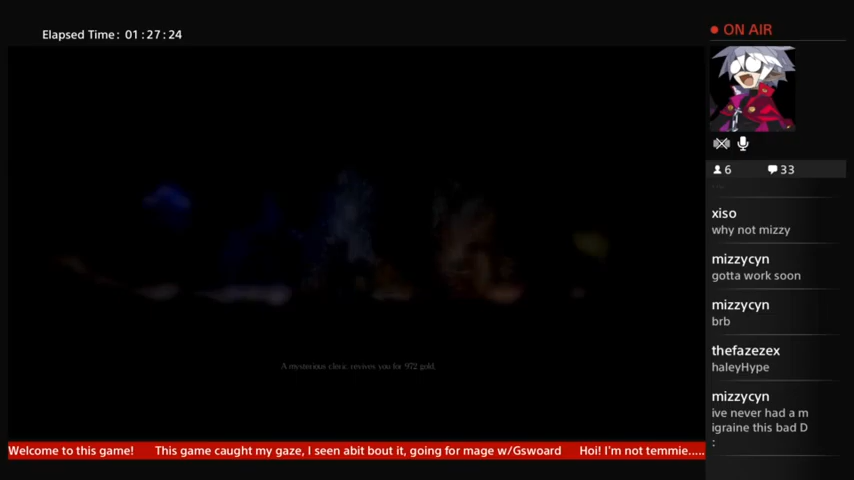 Elapsed Time: 01:27:24
ON AIR
6 33
xiso
why not mizzy
mizzycyn
gotta work soon
mizzycyn
brb
thefazezex
haleyHype
mizzycyn
ive never had a m
igraine this bad D
:
A mysterious cleric revives you for 972 gold.
Welcome to this game! This game caught my gaze, I seen abit bout it, going for mage w/Gswoard Hoi! I'm not temmie.....